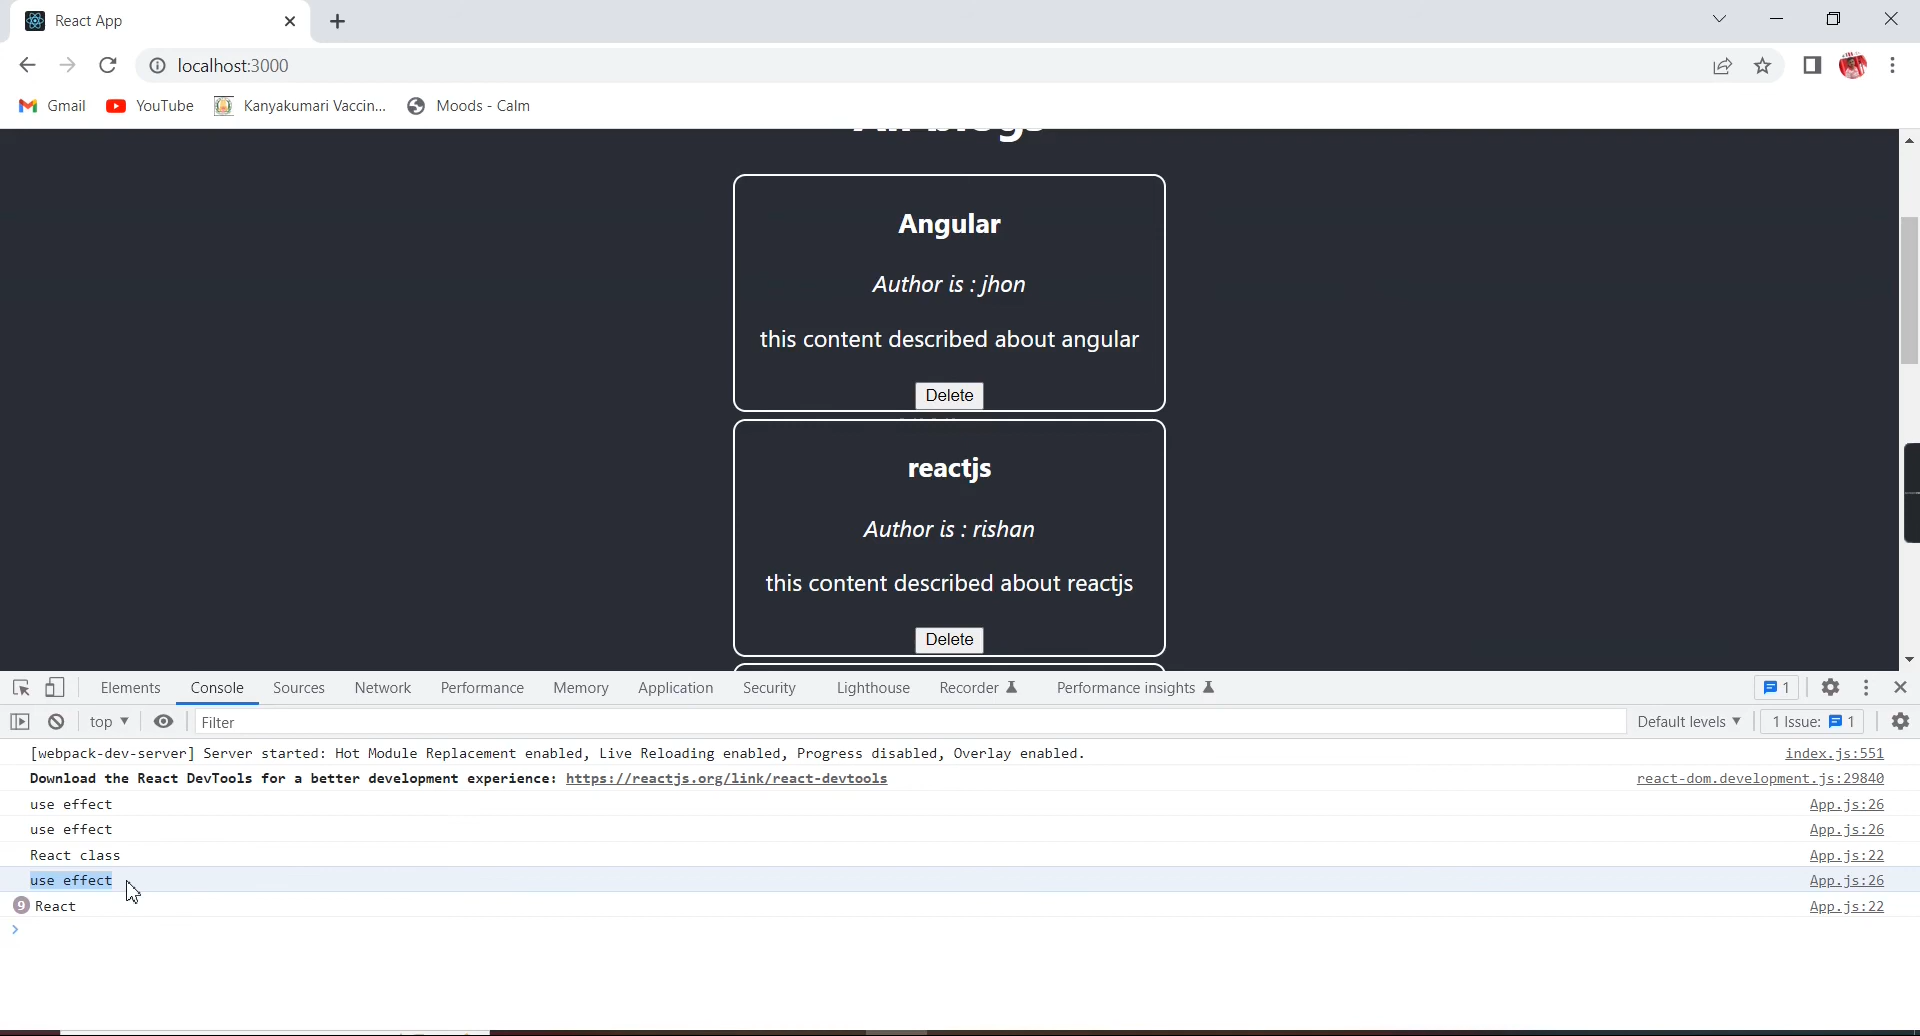 React App
localhost:3000
Gmail YouTube Kanyakumari Vaccin... Moods - Calm
All blogs
Angular
Author is : jhon
this content described about angular
Delete
reactjs
Author is : rishan
this content described about reactjs
Delete
Elements Console Sources Network Performance Memory Application Security Lighthouse Recorder Performance insights 1
top Filter Default levels 1 Issue: 1
[webpack-dev-server] Server started: Hot Module Replacement enabled, Live Reloading enabled, Progress disabled, Overlay enabled. index.js:551
Download the React DevTools for a better development experience: https://reactjs.org/link/react-devtools react-dom.development.js:29840
use effect App.js:26
use effect App.js:26
React class App.js:22
use effect App.js:26
9 React App.js:22